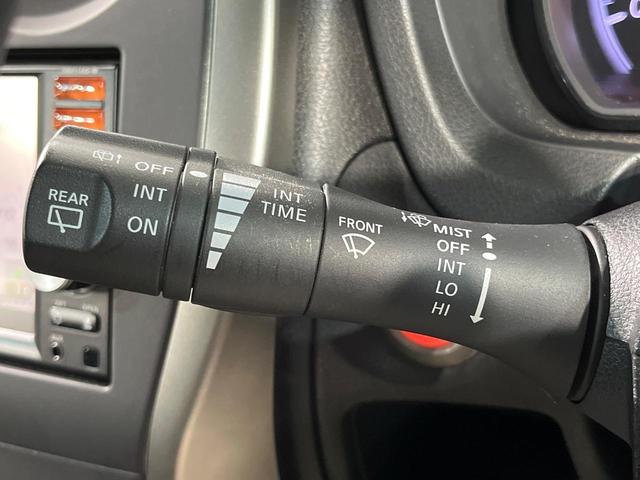 REAR
OFF
INT
ON
INT
TIME
FRONT
MIST
OFF
INT
LO
HI